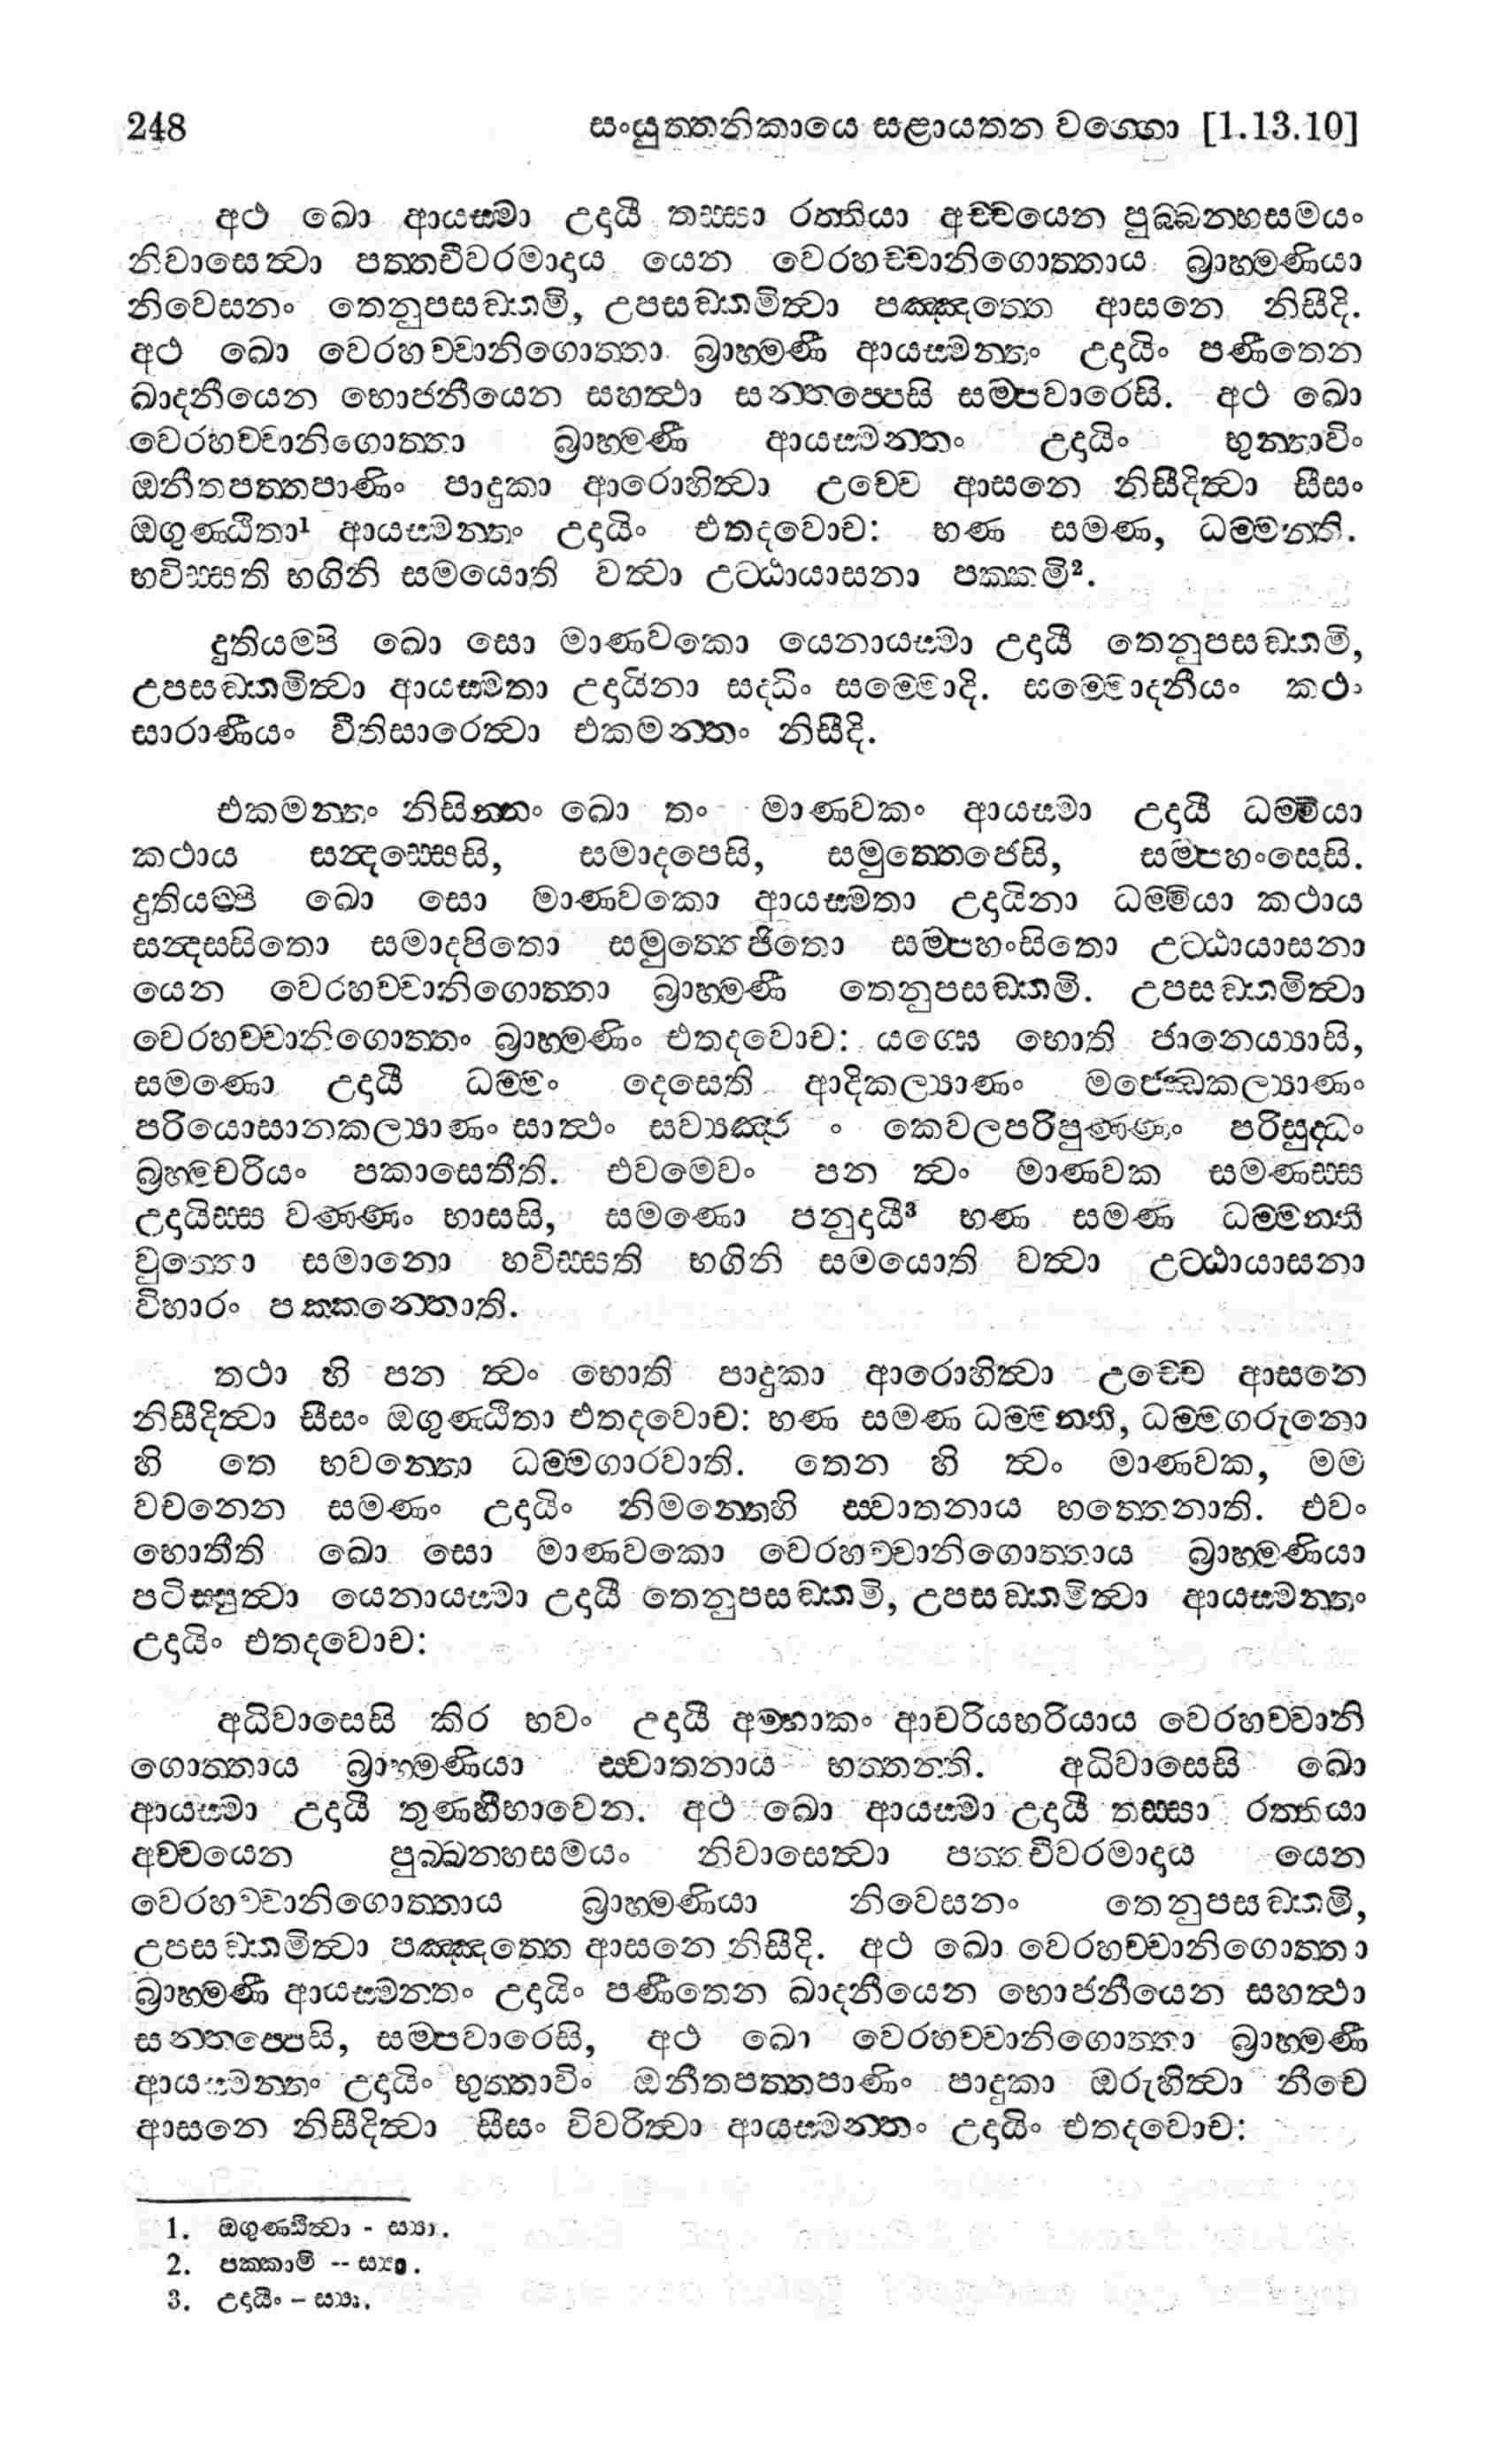 248 සංයුත්තනිකායෙ සළායතන වග්ගො [1.13.10]
අථ ඛො ආයස්මා උදායී තස්සා රත්තියා අච්චයෙන පුබ්බන්හසමයං
නිවාසෙත්වා පත්තචීවරමාදාය යෙන වෙරහච්චානිගොත්තාය බ්‍රාහ්මණියා
නිවෙසනං තෙනුපසඞ්කමි, උපසඞ්කමිත්වා පඤ්ඤත්තෙ ආසනෙ නිසීදි.
අථ ඛො වෙරහච්චානිගොත්තා බ්‍රාහ්මණී ආයස්මන්තං උදායිං පණීතෙන
ඛාදනීයෙන භොජනීයෙන සහත්ථා සන්තප්පෙසි සම්පවාරෙසි. අථ ඛො
වෙරහච්චානිගොත්තා බ්‍රාහ්මණී ආයස්මන්තං උදායිං භුත්තාවිං
ඔනීතපත්තපාණිං පාදුකා ආරොහිත්වා උච්චෙ ආසනෙ නිසීදිත්වා සීසං
ඔගුණ්ඨිතා¹ ආයස්මන්තං උදායිං එතදවොච: භණ සමණ, ධම්මන්ති.
භවිස්සති භගිනි සමයොති වත්වා උට්ඨායාසනා පක්කමි².
දුතියම්පි ඛො සො මාණවකො යෙනායස්මා උදායී තෙනුපසඞ්කමි,
උපසඞ්කමිත්වා ආයස්මතා උදායිනා සද්ධිං සම්මොදි. සම්මොදනීයං කථං
සාරාණීයං වීතිසාරෙත්වා එකමන්තං නිසීදි.
එකමන්තං නිසින්නං ඛො තං මාණවකං ආයස්මා උදායී ධම්මියා
කථාය සන්දස්සෙසි, සමාදපෙසි, සමුත්තෙජෙසි, සම්පහංසෙසි.
දුතියම්පි ඛො සො මාණවකො ආයස්මතා උදායිනා ධම්මියා කථාය
සන්දස්සිතො සමාදපිතො සමුත්තෙජිතො සම්පහංසිතො උට්ඨායාසනා
යෙන වෙරහච්චානිගොත්තා බ්‍රාහ්මණී තෙනුපසඞ්කමි. උපසඞ්කමිත්වා
වෙරහච්චානිගොත්තං බ්‍රාහ්මණිං එතදවොච: යග්ඝෙ භොති ජානෙය්‍යාසි,
සමණො උදායී ධම්මං දෙසෙති ආදිකල්‍යාණං මජ්ඣෙකල්‍යාණං
පරියොසානකල්‍යාණං සාත්ථං සව්‍යඤ්ජ ං කෙවලපරිපුණ්ණං පරිසුද්ධං
බ්‍රහ්මචරියං පකාසෙතීති. එවමෙවං පන ත්වං මාණවක සමණස්ස
උදායිස්ස වණ්ණං භාසසි, සමණො පනුදායී³ භණ සමණ ධම්මන්තී
වුත්තො සමානො භවිස්සති භගිනි සමයොති වත්වා උට්ඨායාසනා
විහාරං පක්කන්තොති.
තථා හි පන ත්වං භොති පාදුකා ආරොහිත්වා උච්චෙ ආසනෙ
නිසීදිත්වා සීසං ඔගුණ්ඨිතා එතදවොච: භණ සමණ ධම්මන්ති, ධම්මගරුනො
හි තෙ භවන්තො ධම්මගාරවාති. තෙන හි ත්වං මාණවක, මම
වචනෙන සමණං උදායිං නිමන්තෙහි ස්වාතනාය භත්තෙනාති. එවං
හොතීති ඛො සො මාණවකො වෙරහච්චානිගොත්තාය බ්‍රාහ්මණියා
පටිස්සුත්වා යෙනායස්මා උදායී තෙනුපසඞ්කමි, උපසඞ්කමිත්වා ආයස්මන්තං
උදායිං එතදවොච:
අධිවාසෙසි කිර භවං උදායී අම්හාකං ආචරියභරියාය වෙරහච්චානි
ගොත්තාය බ්‍රාහ්මණියා ස්වාතනාය භත්තන්ති. අධිවාසෙසි ඛො
ආයස්මා උදායී තුණ්හීභාවෙන. අථ ඛො ආයස්මා උදායී තස්සා රත්තියා
අච්චයෙන පුබ්බන්හසමයං නිවාසෙත්වා පත්තචීවරමාදාය යෙන
වෙරහච්චානිගොත්තාය බ්‍රාහ්මණියා නිවෙසනං තෙනුපසඞ්කමි,
උපසඞ්කමිත්වා පඤ්ඤත්තෙ ආසනෙ නිසීදි. අථ ඛො වෙරහච්චානිගොත්තා
බ්‍රාහ්මණී ආයස්මන්තං උදායිං පණීතෙන ඛාදනීයෙන භොජනීයෙන සහත්ථා
සන්තප්පෙසි, සම්පවාරෙසි, අථ ඛො වෙරහච්චානිගොත්තා බ්‍රාහ්මණී
ආයස්මන්තං උදායිං භුත්තාවිං ඔනීතපත්තපාණිං පාදුකා ඔරුහිත්වා නීචෙ
ආසනෙ නිසීදිත්වා සීසං විවරිත්වා ආයස්මන්තං උදායිං එතදවොච:
1. ඔගුණ්ඨිත්වා - ස්‍යා.
2. පක්කාමි -- ස්‍යා.
3. උදායීං – ස්‍යා.